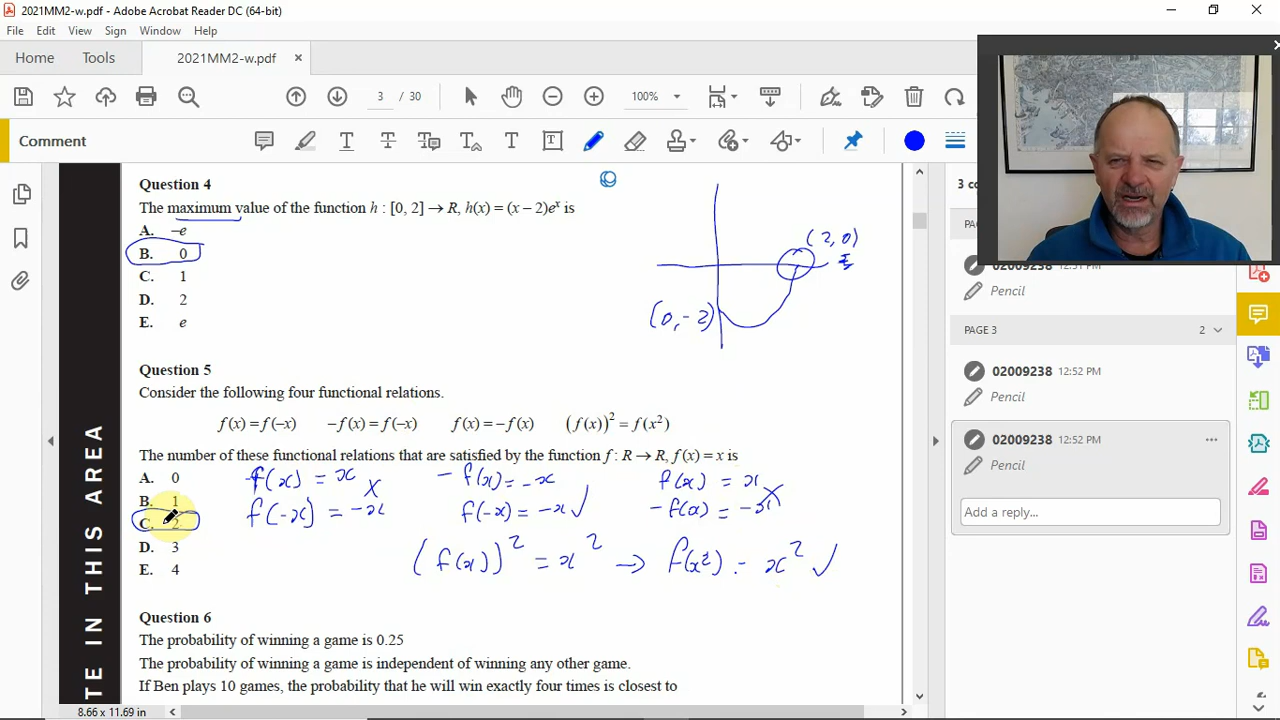 2021MM2-w.pdf - Adobe Acrobat Reader DC (64-bit)
File Edit View Sign Window Help
Home Tools 2021MM2-w.pdf
3 / 30 100%
Comment
TE IN THIS AREA
Question 4
The maximum value of the function h : [0, 2] → R, h(x) = (x – 2)eˣ is
A. –e
B. 0
C. 1
D. 2
E. e
(2, 0)
(0, -2)
Question 5
Consider the following four functional relations.
f(x) = f(–x) –f(x) = f(–x) f(x) = –f(x) (f(x))² = f(x²)
The number of these functional relations that are satisfied by the function f : R → R, f(x) = x is
A. 0
B. 1
C. 2
D. 3
E. 4
f(x) = x ✗
f(-x) = -x
- f(x) = -x
f(-x) = -x ✓
f(x) = x ✗
- f(x) = -x
(f(x))² = x² → f(x²) = x² ✓
Question 6
The probability of winning a game is 0.25
The probability of winning a game is independent of winning any other game.
If Ben plays 10 games, the probability that he will win exactly four times is closest to
8.66 x 11.69 in
3 co
Pencil
PAGE 3 2
02009238 12:52 PM
Pencil
02009238 12:52 PM
Pencil
Add a reply...